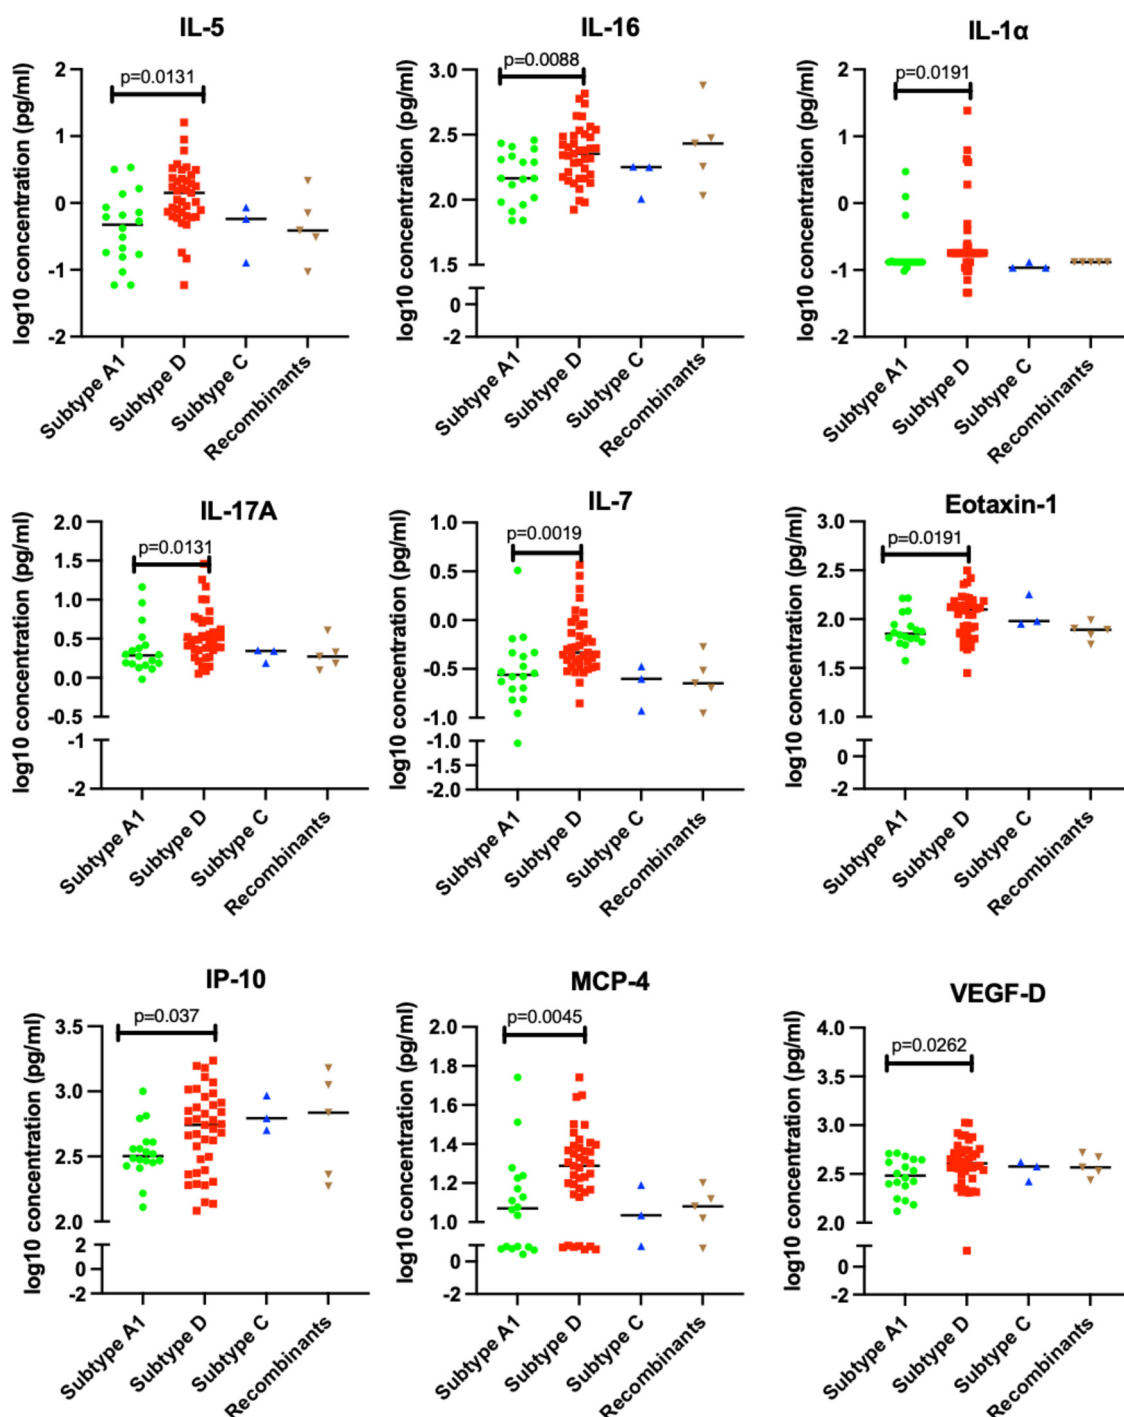 IL-5
IL-16
IL-1α
log10 concentration (pg/ml)
2
1
0
-1
-2
p=0.0131
Subtype A1
Subtype D
Subtype C
Recombinants
log10 concentration (pg/ml)
3.0
2.5
2.0
1.5
0
-2
p=0.0088
Subtype A1
Subtype D
Subtype C
Recombinants
log10 concentration (pg/ml)
2
1
0
-1
-2
p=0.0191
Subtype A1
Subtype D
Subtype C
Recombinants
IL-17A
IL-7
Eotaxin-1
log10 concentration (pg/ml)
2.0
1.5
1.0
0.5
0.0
-0.5
-1
-2
p=0.0131
Subtype A1
Subtype D
Subtype C
Recombinants
log10 concentration (pg/ml)
1.0
0.5
0.0
-0.5
-1.0
-1.0
-1.5
-2.0
p=0.0019
Subtype A1
Subtype D
Subtype C
Recombinants
log10 concentration (pg/ml)
3.0
2.5
2.0
1.5
1.0
0
-2
p=0.0191
Subtype A1
Subtype D
Subtype C
Recombinants
IP-10
MCP-4
VEGF-D
log10 concentration (pg/ml)
3.5
3.0
2.5
2.0
2
0
-2
p=0.037
Subtype A1
Subtype D
Subtype C
Recombinants
log10 concentration (pg/ml)
2.0
1.8
1.6
1.4
1.2
1.0
0
-2
p=0.0045
Subtype A1
Subtype D
Subtype C
Recombinants
log10 concentration (pg/ml)
4.0
3.5
3.0
2.5
2.0
0
-2
p=0.0262
Subtype A1
Subtype D
Subtype C
Recombinants